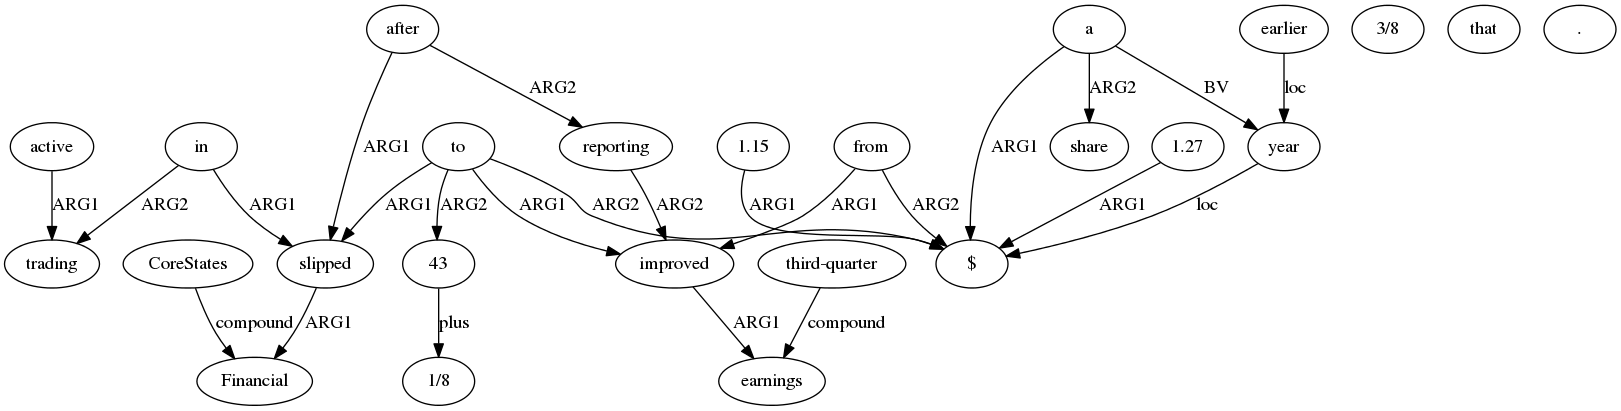 after a earlier 3/8 that .
ARG2 BV loc
ARG1 ARG2
active in to reporting 1.15 from share 1.27 year
ARG1 ARG2 ARG1 ARG1 ARG2 ARG1 ARG2 ARG2 ARG1 ARG1 ARG2 ARG1 ARG1 loc
trading CoreStates slipped 43 improved third-quarter $
compound ARG1 plus ARG1 compound
Financial 1/8 earnings